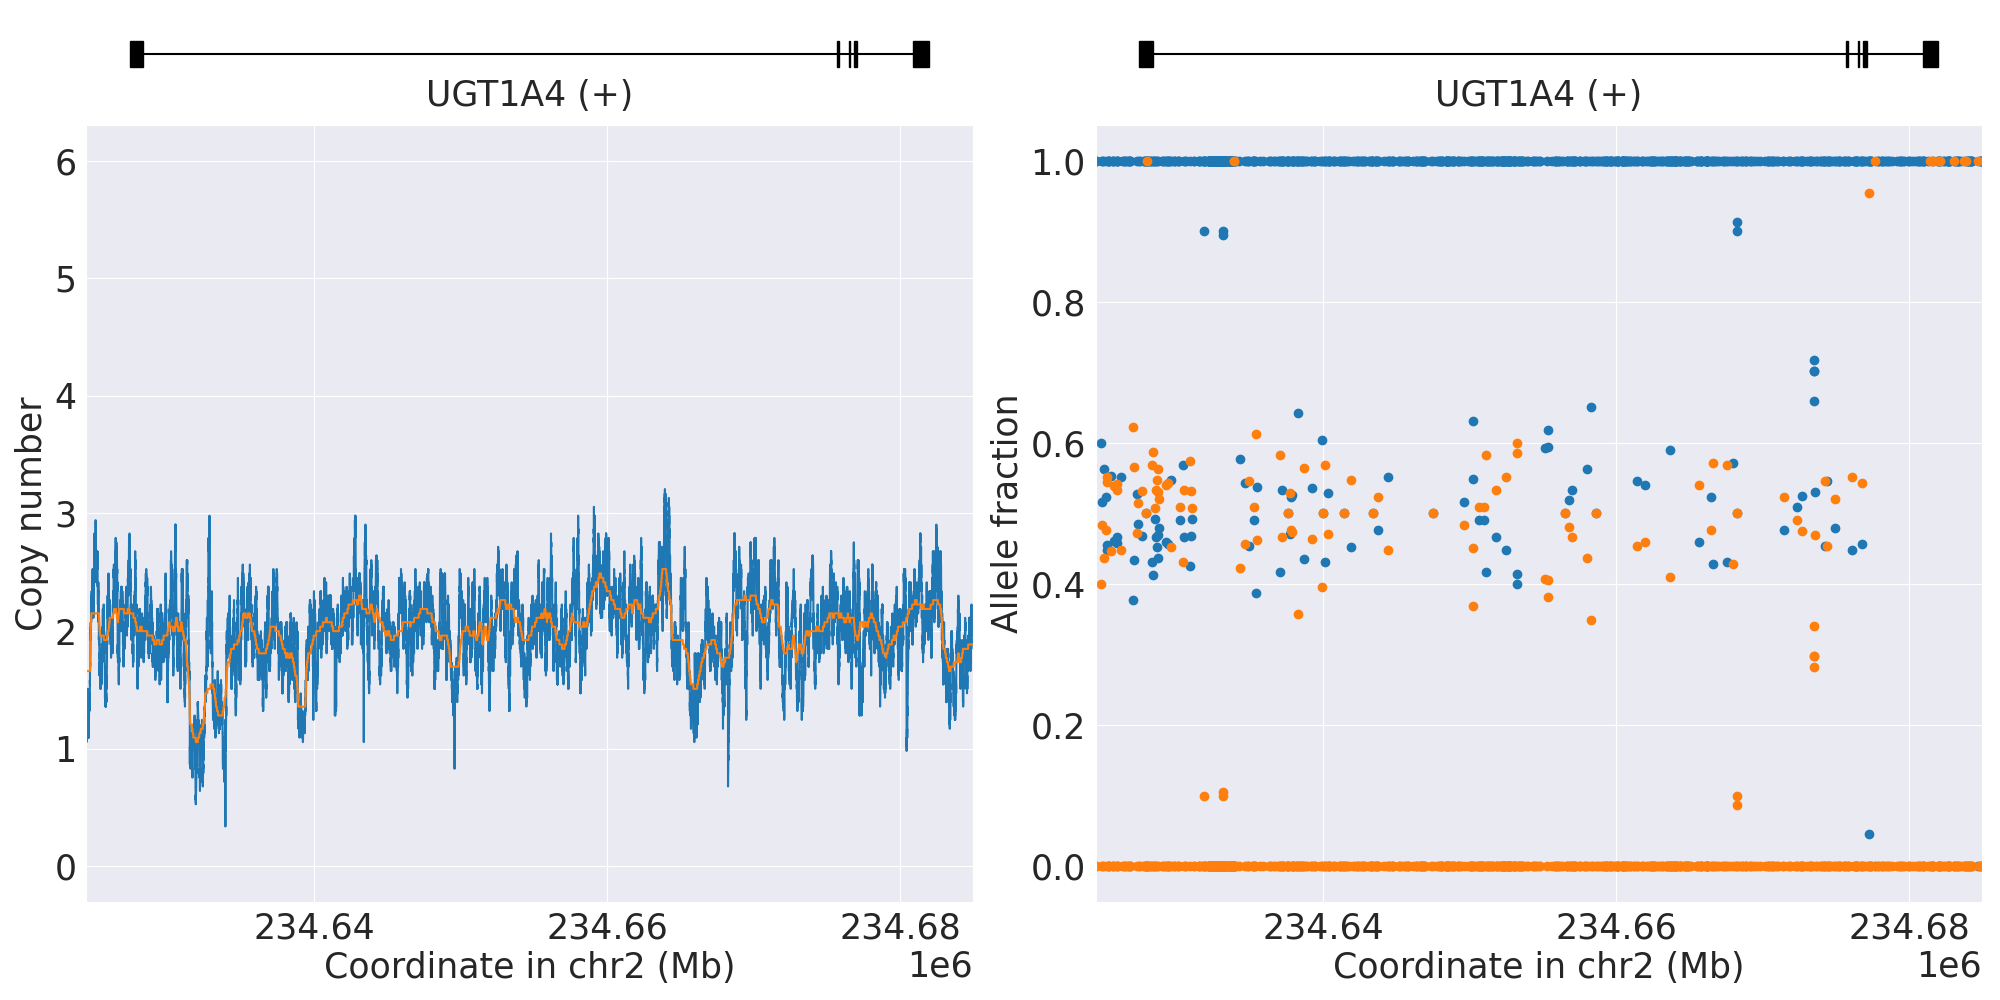 UGT1A4 (+)
Copy number
6
5
4
3
2
1
0
234.64
234.66
234.68
Coordinate in chr2 (Mb)
1e6
UGT1A4 (+)
Allele fraction
1.0
0.8
0.6
0.4
0.2
0.0
234.64
234.66
234.68
Coordinate in chr2 (Mb)
1e6